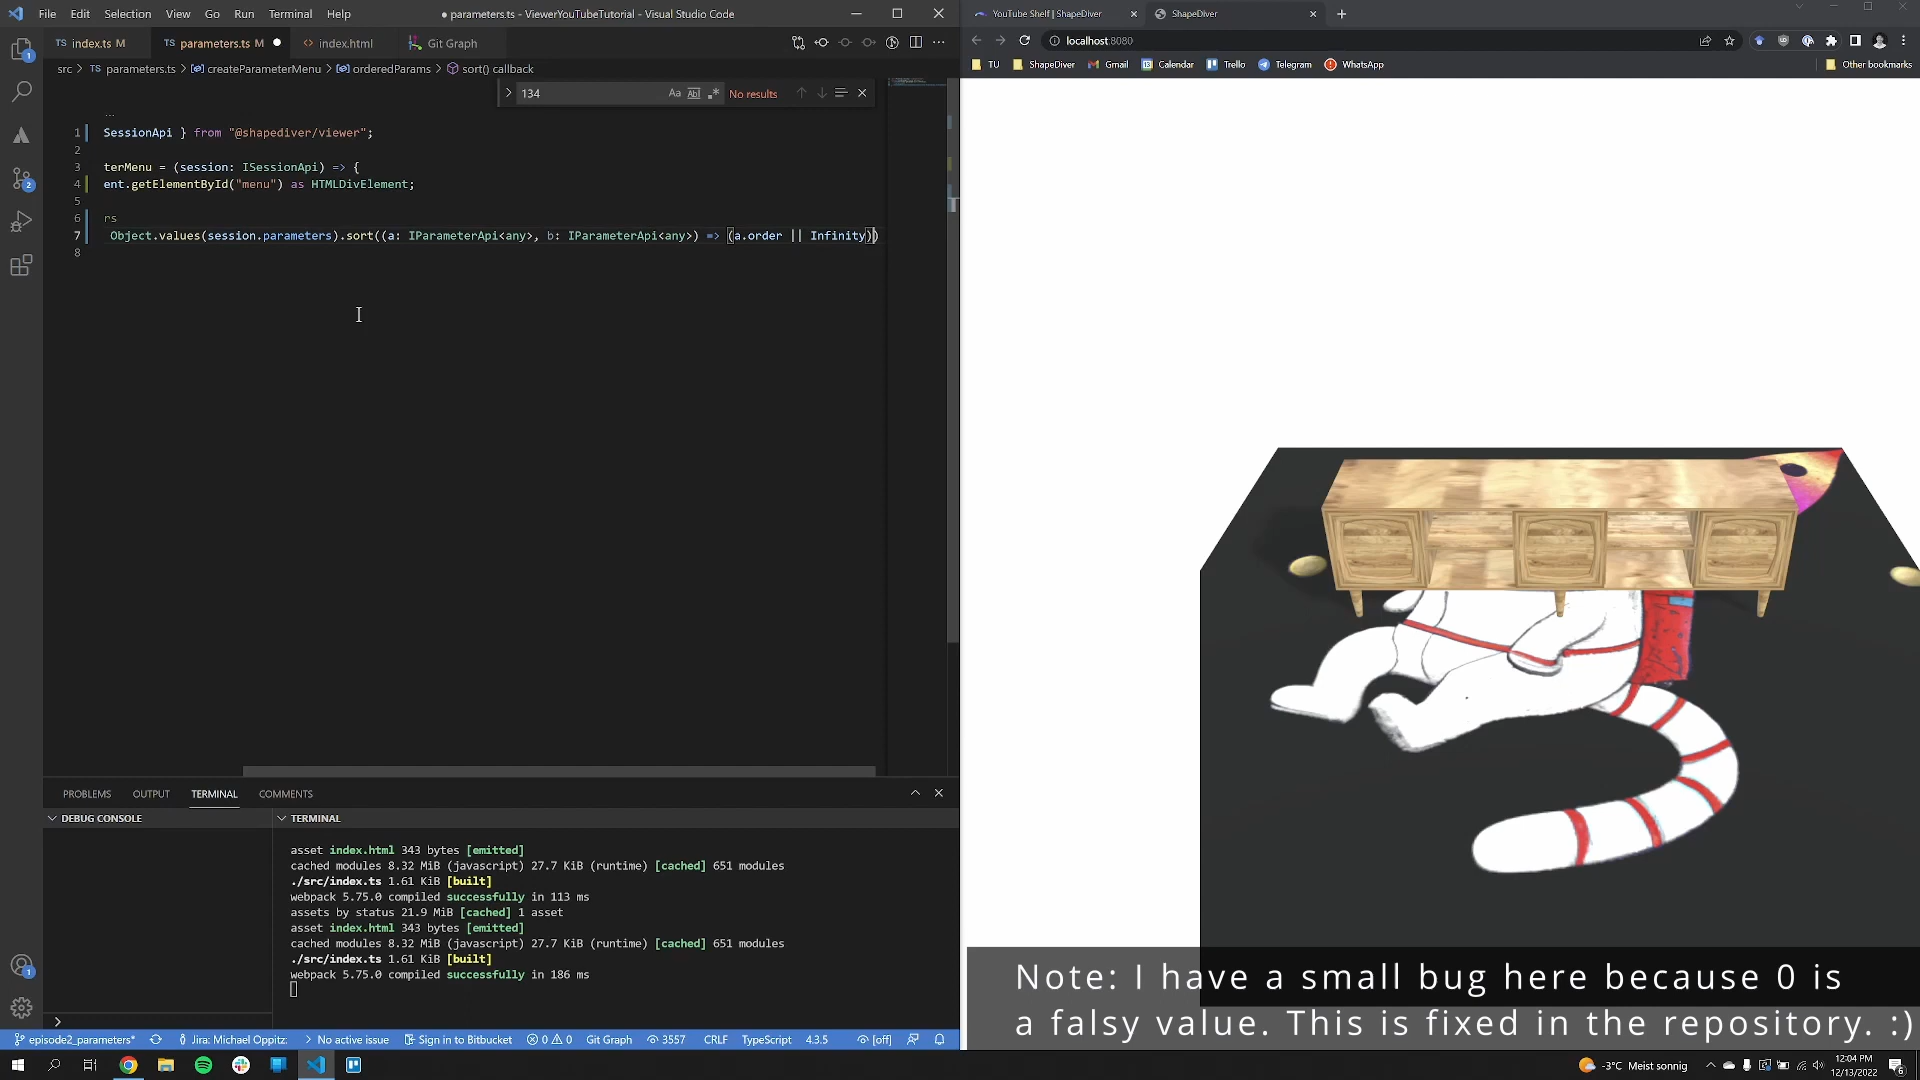 File Edit Selection View Go Run Terminal Help
● parameters.ts - ViewerYouTubeTutorial - Visual Studio Code
TS index.ts M
TS parameters.ts M ●
<> index.html
Git Graph
src > TS parameters.ts > createParameterMenu > orderedParams > sort() callback
134
Aa Abl .* No results
1 SessionApi } from "@shapediver/viewer";
2
3 terMenu = (session: ISessionApi) => {
4 ent.getElementById("menu") as HTMLDivElement;
5
6 rs
7 Object.values(session.parameters).sort((a: IParameterApi<any>, b: IParameterApi<any>) => (a.order || Infinity))
8
PROBLEMS OUTPUT TERMINAL COMMENTS
DEBUG CONSOLE
TERMINAL
asset index.html 343 bytes [emitted]
cached modules 8.32 MiB (javascript) 27.7 KiB (runtime) [cached] 651 modules
./src/index.ts 1.61 KiB [built]
webpack 5.75.0 compiled successfully in 113 ms
assets by status 21.9 MiB [cached] 1 asset
asset index.html 343 bytes [emitted]
cached modules 8.32 MiB (javascript) 27.7 KiB (runtime) [cached] 651 modules
./src/index.ts 1.61 KiB [built]
webpack 5.75.0 compiled successfully in 186 ms
episode2_parameters* Jira: Michael Oppitz: No active issue Sign in to Bitbucket 0 0 Git Graph 3557 CRLF TypeScript 4.3.5 [off]
YouTube Shelf | ShapeDiver
ShapeDiver
localhost:8080
TU ShapeDiver Gmail Calendar Trello Telegram WhatsApp Other bookmarks
Note: I have a small bug here because 0 is
a falsy value. This is fixed in the repository. :)
-3°C Meist sonnig
12:04 PM
12/13/2022